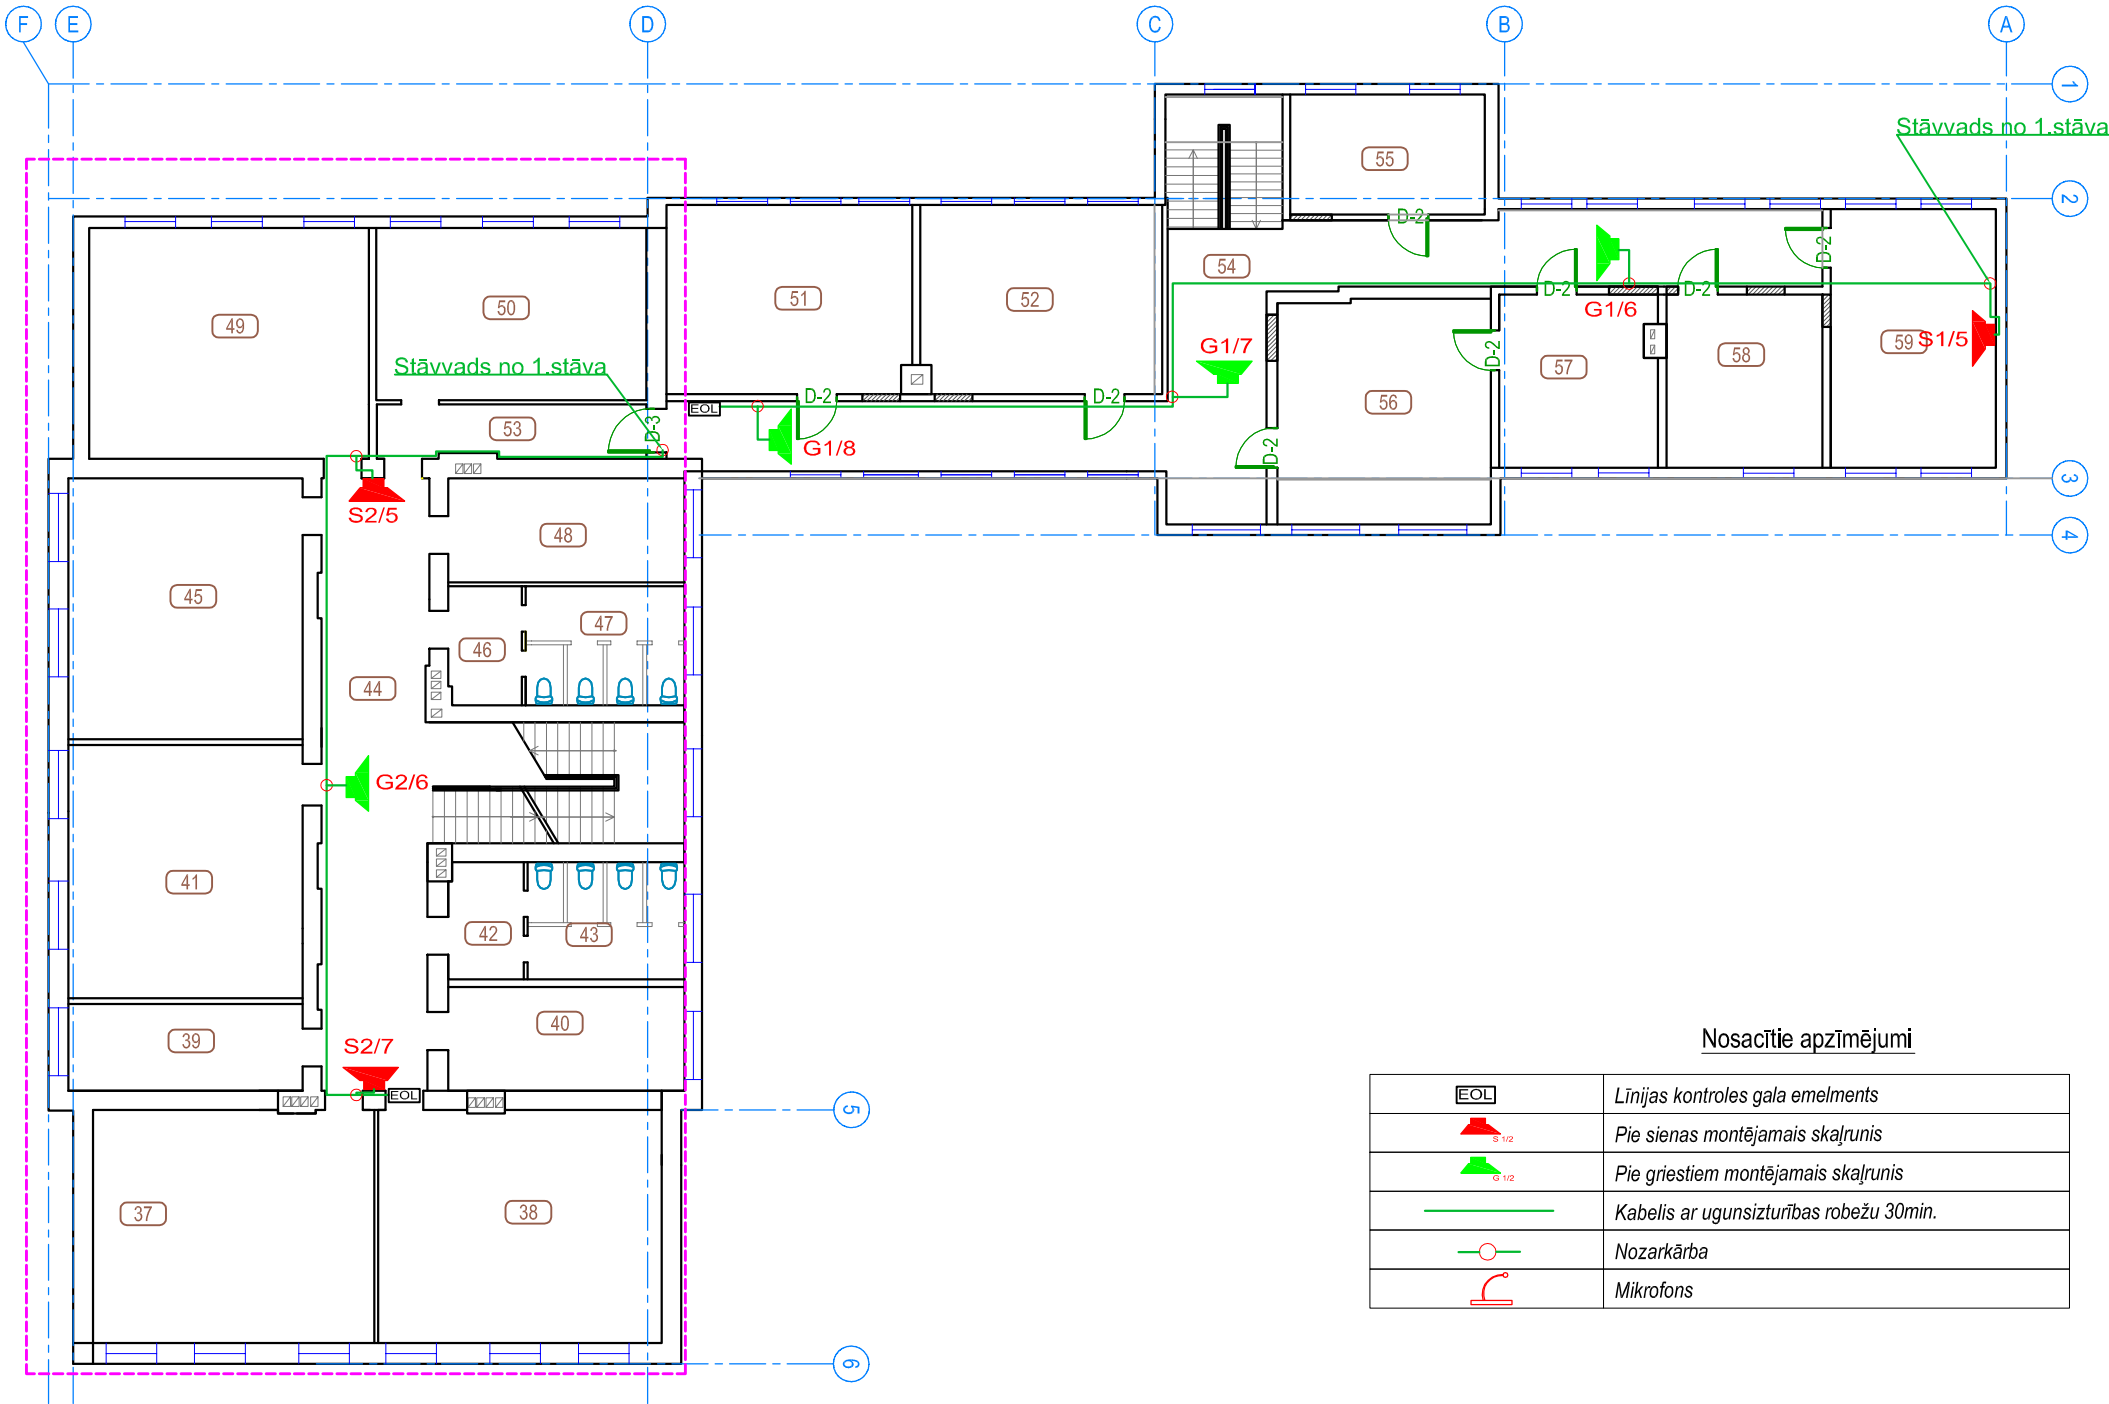 F
E
D
C
B
A
1
Stāvvads no 1.stāva
55
2
D-2
54
D-2
51
52
50
49
D-2
D-2
G1/6
59
S1/5
Stāvvads no 1.stāva
G1/7
D-2
57
58
EOL
D-2
D-2
56
53
D-3
G1/8
D-2
3
S2/5
48
4
45
47
46
44
G2/6
41
42
43
40
39
S2/7
EOL
5
37
38
6
Nosacītie apzīmējumi
EOL
Līnijas kontroles gala emelments
S 1/2
Pie sienas montējamais skaļrunis
G 1/2
Pie griestiem montējamais skaļrunis
Kabelis ar ugunsizturības robežu 30min.
Nozarkārba
Mikrofons